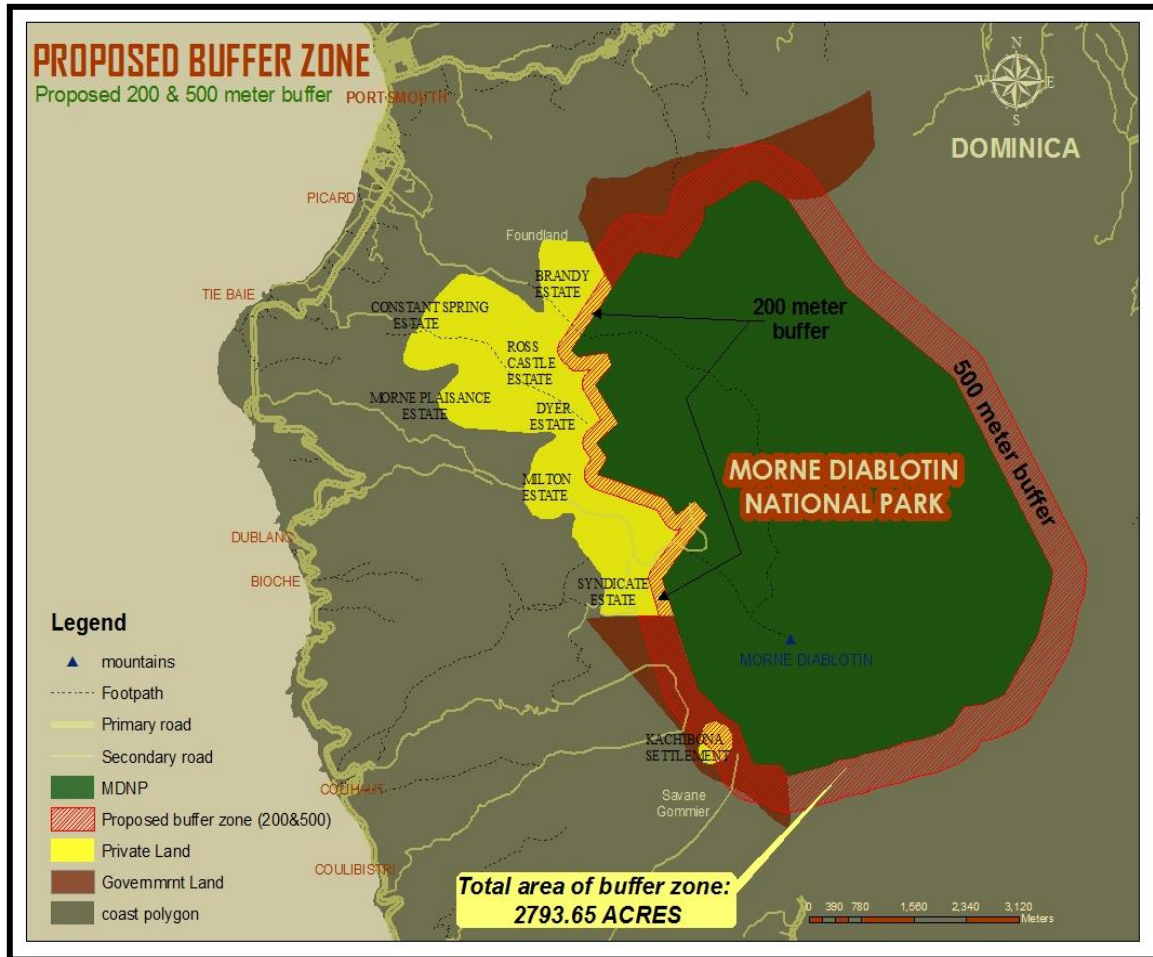 PROPOSED BUFFER ZONE
Proposed 200 & 500 meter buffer
PORTSMOUTH
N
W
E
S
DOMINICA
PICARD
Foundland
TIE BAIE
BRANDY
ESTATE
CONSTANT SPRING
ESTATE
200 meter
buffer
ROSS
CASTLE
ESTATE
500 meter buffer
MORNE PLAISANCE
ESTATE
DYER
ESTATE
MORNE DIABLOTIN
NATIONAL PARK
MILTON
ESTATE
DUBLANC
BIOCHE
SYNDICATE
ESTATE
MORNE DIABLOTIN
KACHIBONA
SETTLEMENT
Savane
Gommier
COLIHAUT
COULIBISTRI
Legend
mountains
Footpath
Primary road
Secondary road
MDNP
Proposed buffer zone (200&500)
Private Land
Governmrnt Land
coast polygon
Total area of buffer zone:
2793.65 ACRES
0 390 780 1,560 2,340 3,120
Meters